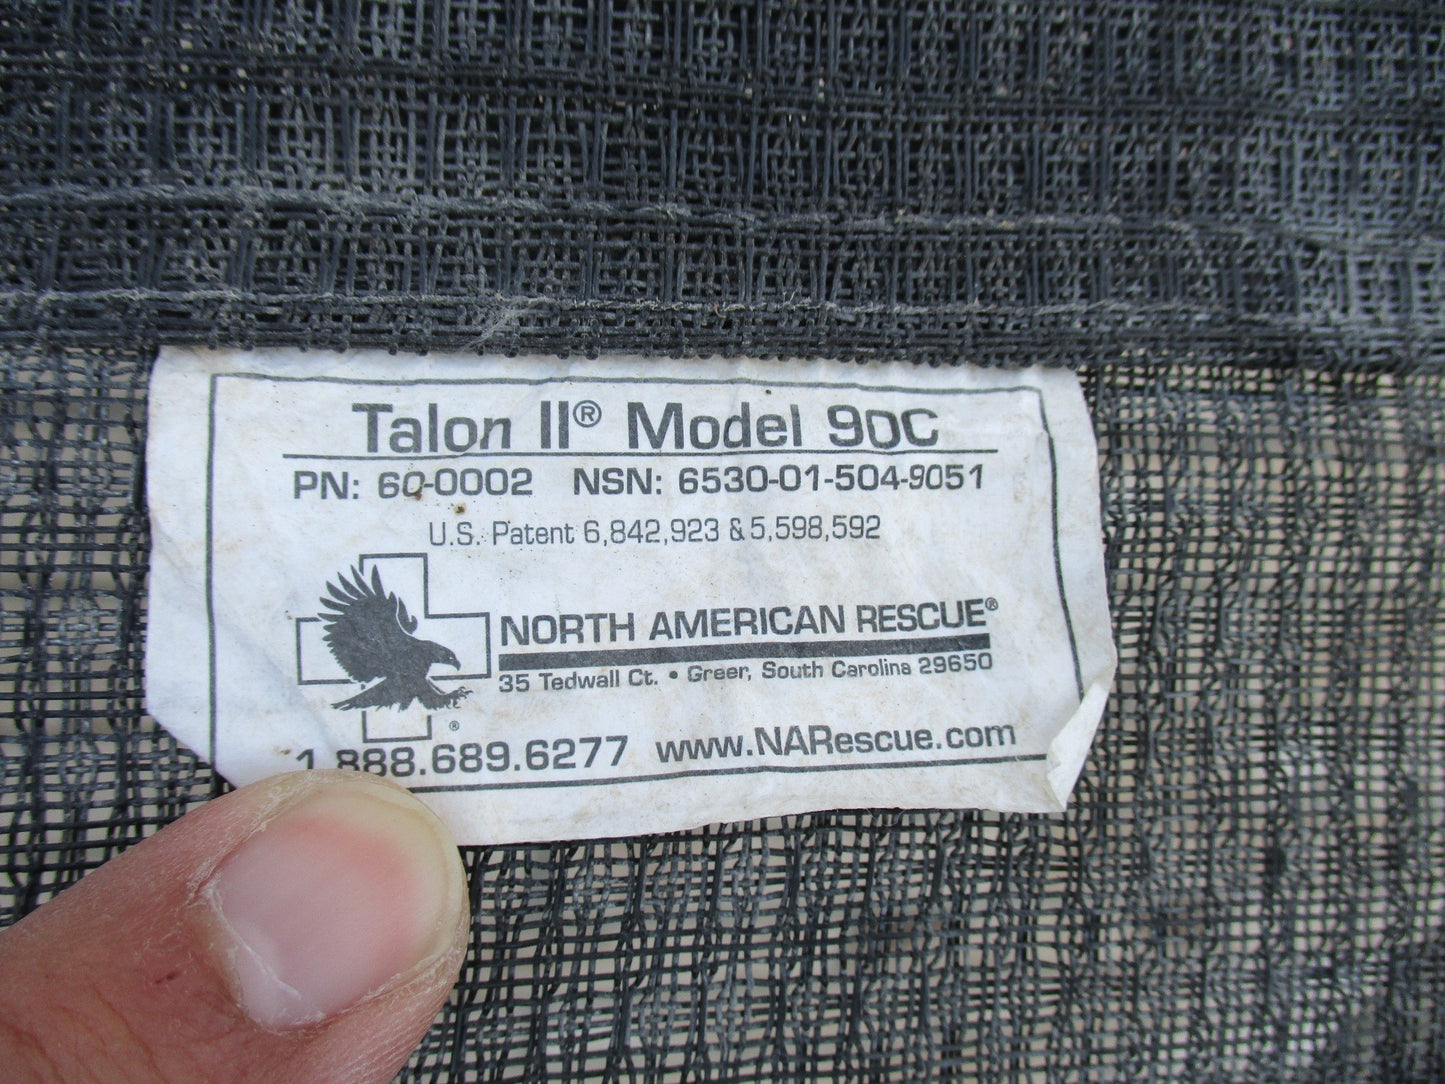 Talon II® Model 90C
PN: 60-0002 NSN: 6530-01-504-9051
U.S. Patent 6,842,923 & 5,598,592
NORTH AMERICAN RESCUE®
35 Tedwall Ct. • Greer, South Carolina 29650
®
1.888.689.6277 www.NARescue.com